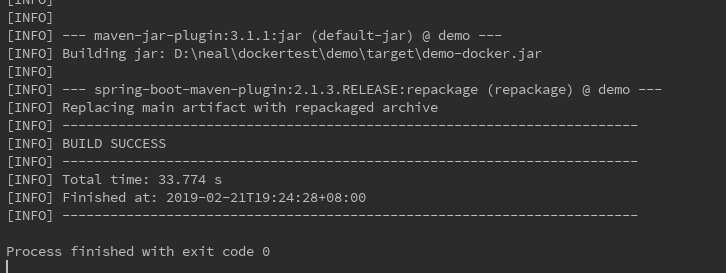 [INFO]
[INFO]
[INFO] --- maven-jar-plugin:3.1.1:jar (default-jar) @ demo ---
[INFO] Building jar: D:\neal\dockertest\demo\target\demo-docker.jar
[INFO]
[INFO] --- spring-boot-maven-plugin:2.1.3.RELEASE:repackage (repackage) @ demo ---
[INFO] Replacing main artifact with repackaged archive
[INFO] ------------------------------------------------------------------------
[INFO] BUILD SUCCESS
[INFO] ------------------------------------------------------------------------
[INFO] Total time: 33.774 s
[INFO] Finished at: 2019-02-21T19:24:28+08:00
[INFO] ------------------------------------------------------------------------
Process finished with exit code 0